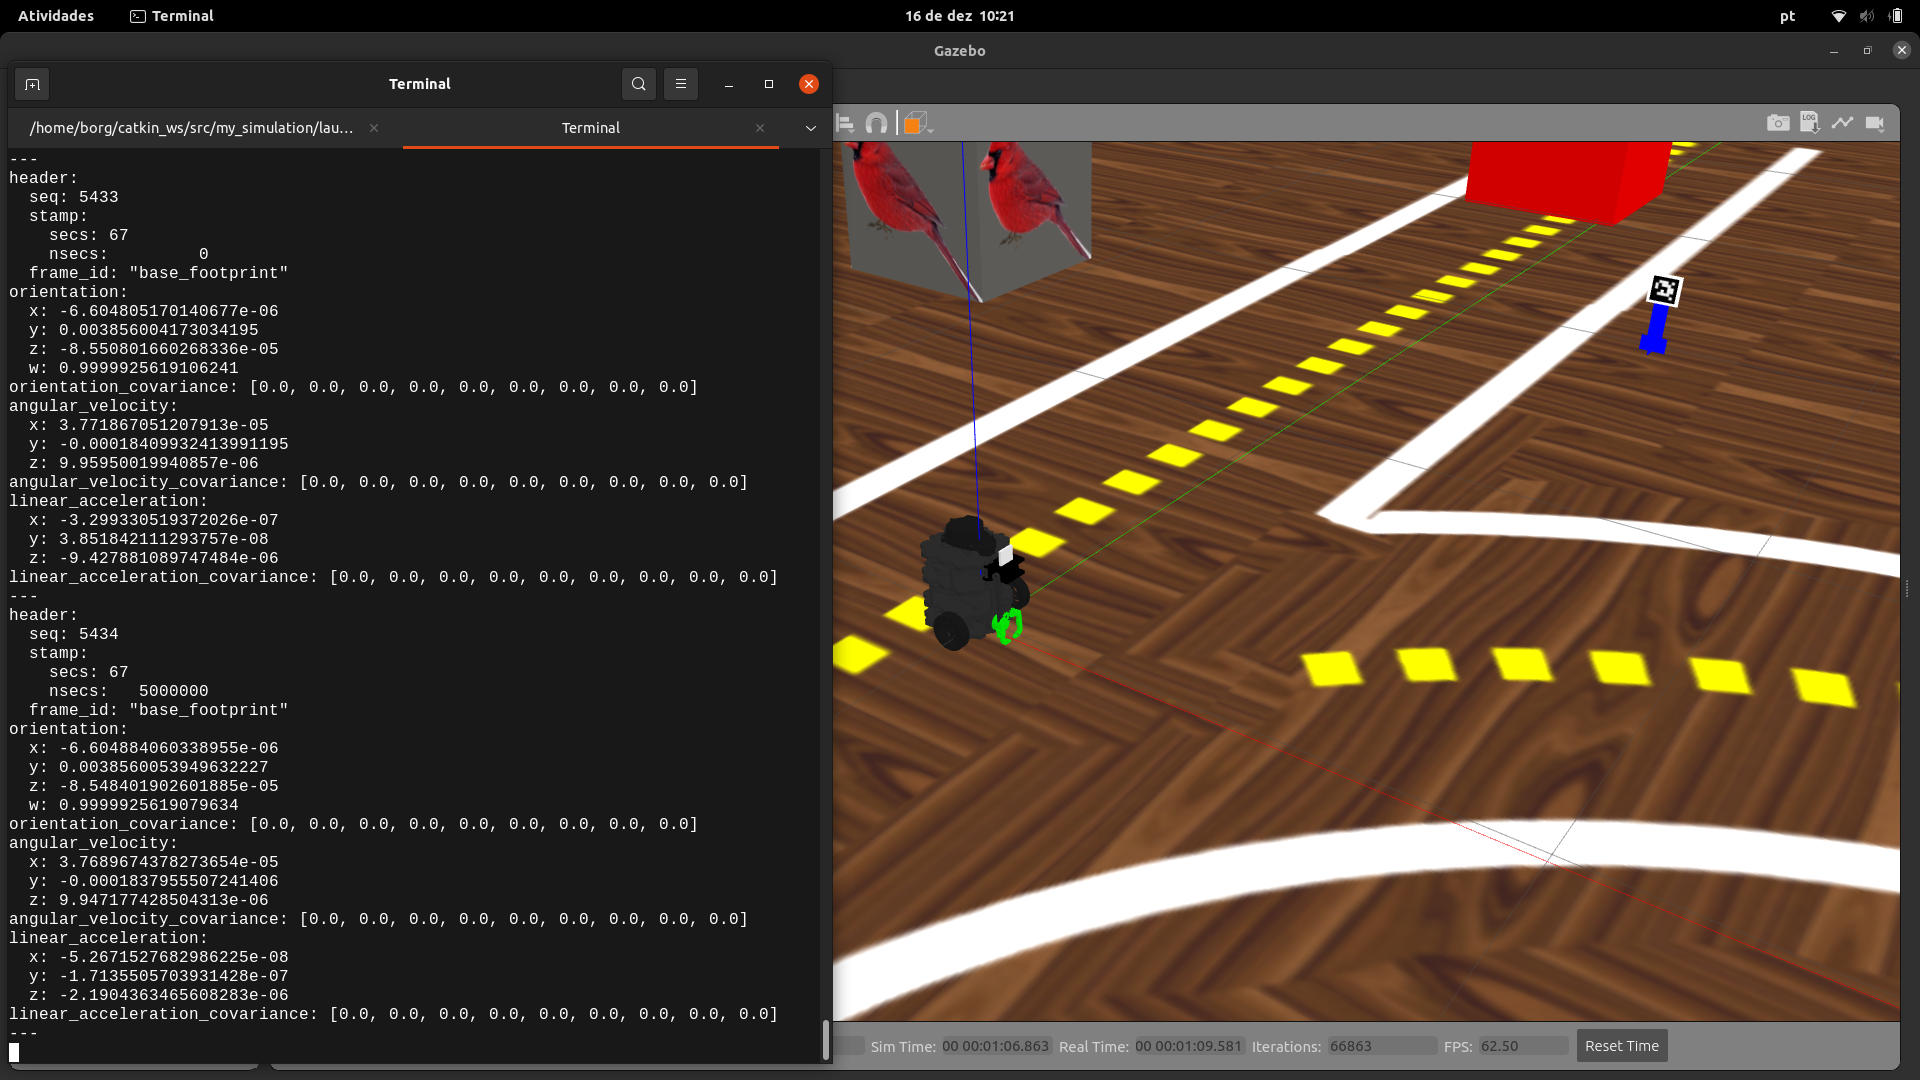 Atividades
Terminal
16 de dez 10:21
pt
Gazebo
Terminal
/home/borg/catkin_ws/src/my_simulation/lau...
Terminal
---
header:
seq: 5433
stamp:
secs: 67
nsecs:         0
frame_id: "base_footprint"
orientation:
x: -6.604805170140677e-06
y: 0.003856004173034195
z: -8.550801660268336e-05
w: 0.9999925619106241
orientation_covariance: [0.0, 0.0, 0.0, 0.0, 0.0, 0.0, 0.0, 0.0, 0.0]
angular_velocity:
x: 3.771867051207913e-05
y: -0.00018409932413991195
z: 9.95950019940857e-06
angular_velocity_covariance: [0.0, 0.0, 0.0, 0.0, 0.0, 0.0, 0.0, 0.0, 0.0]
linear_acceleration:
x: -3.299330519372026e-07
y: 3.851842111293757e-08
z: -9.427881089747484e-06
linear_acceleration_covariance: [0.0, 0.0, 0.0, 0.0, 0.0, 0.0, 0.0, 0.0, 0.0]
---
header:
seq: 5434
stamp:
secs: 67
nsecs:   5000000
frame_id: "base_footprint"
orientation:
x: -6.604884060338955e-06
y: 0.0038560053949632227
z: -8.548401902601885e-05
w: 0.9999925619079634
orientation_covariance: [0.0, 0.0, 0.0, 0.0, 0.0, 0.0, 0.0, 0.0, 0.0]
angular_velocity:
x: 3.7689674378273654e-05
y: -0.0001837955507241406
z: 9.947177428504313e-06
angular_velocity_covariance: [0.0, 0.0, 0.0, 0.0, 0.0, 0.0, 0.0, 0.0, 0.0]
linear_acceleration:
x: -5.2671527682986225e-08
y: -1.7135505703931428e-07
z: -2.1904363465608283e-06
linear_acceleration_covariance: [0.0, 0.0, 0.0, 0.0, 0.0, 0.0, 0.0, 0.0, 0.0]
---
LOG
Sim Time: 00 00:01:06.863 Real Time: 00 00:01:09.581 Iterations: 66863 FPS: 62.50 Reset Time